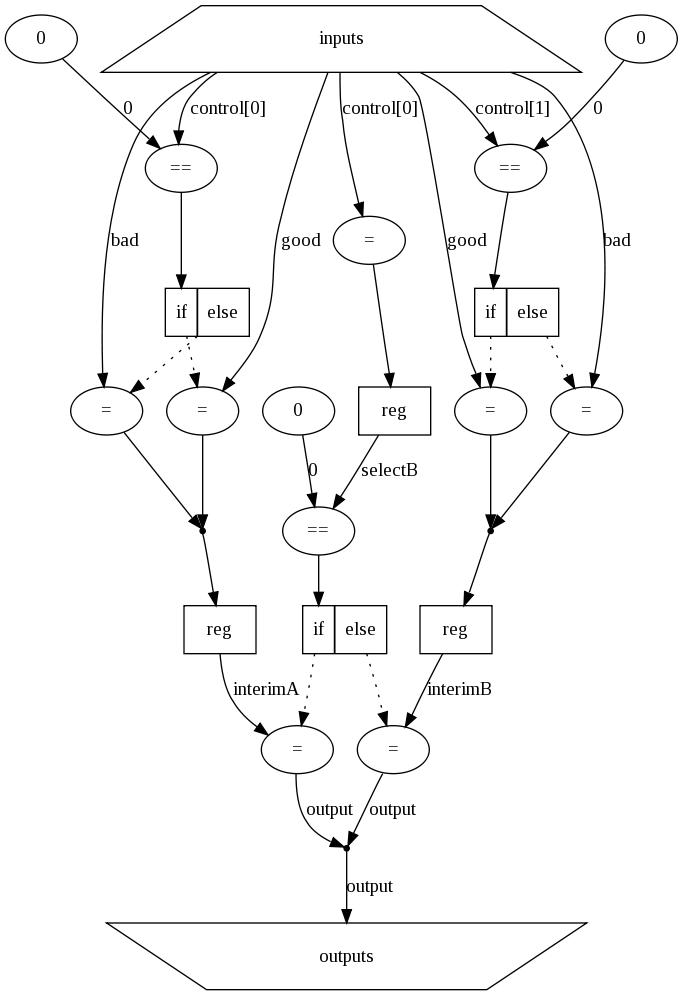 0
inputs
0
0
control[0]
control[0]
control[1]
0
==
==
bad
good
=
good
bad
if else
if else
=
=
0
reg
=
=
0
selectB
==
reg
if else
reg
interimA
interimB
=
=
output
output
output
outputs